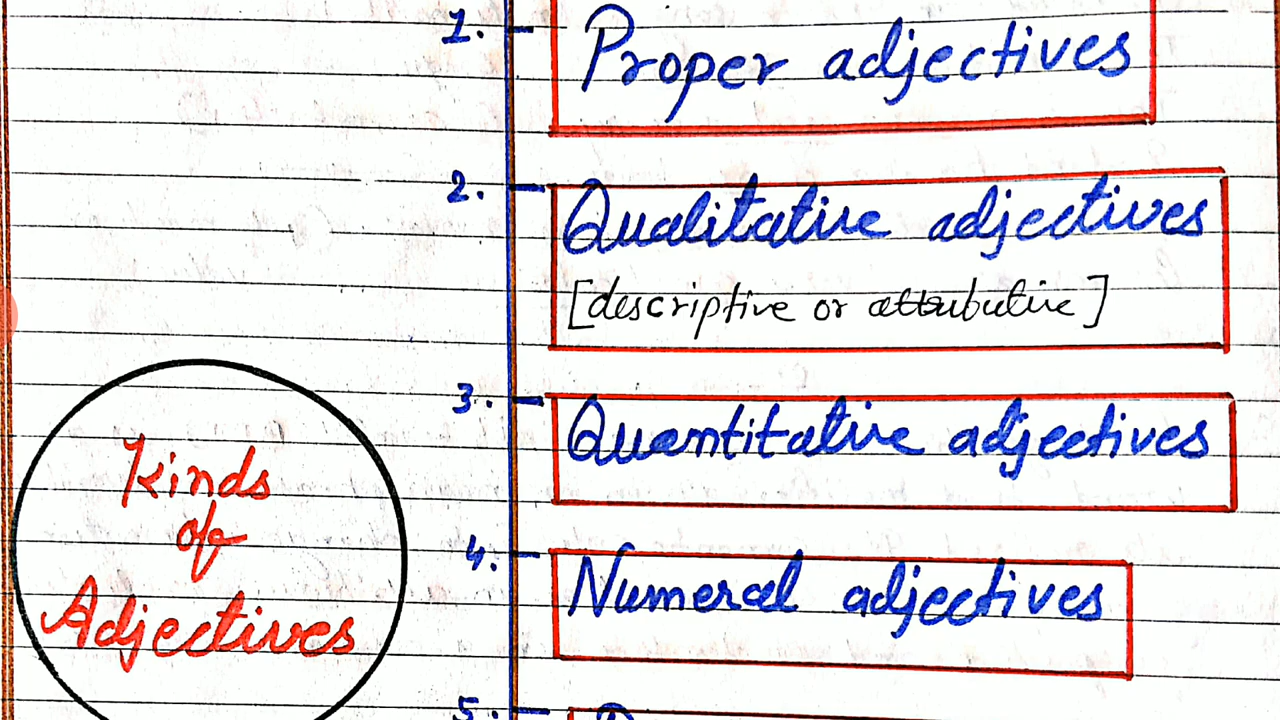 1. Proper adjectives
2. Qualitative adjectives
[descriptive or attributive]
3. Quantitative adjectives
Kinds
of
Adjectives
4. Numeral adjectives
5.